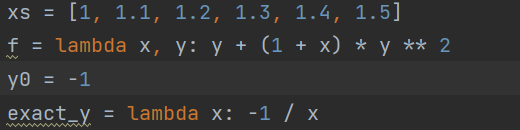 xs = [1, 1.1, 1.2, 1.3, 1.4, 1.5]
f = lambda x, y: y + (1 + x) * y ** 2
y0 = -1
exact_y = lambda x: -1 / x